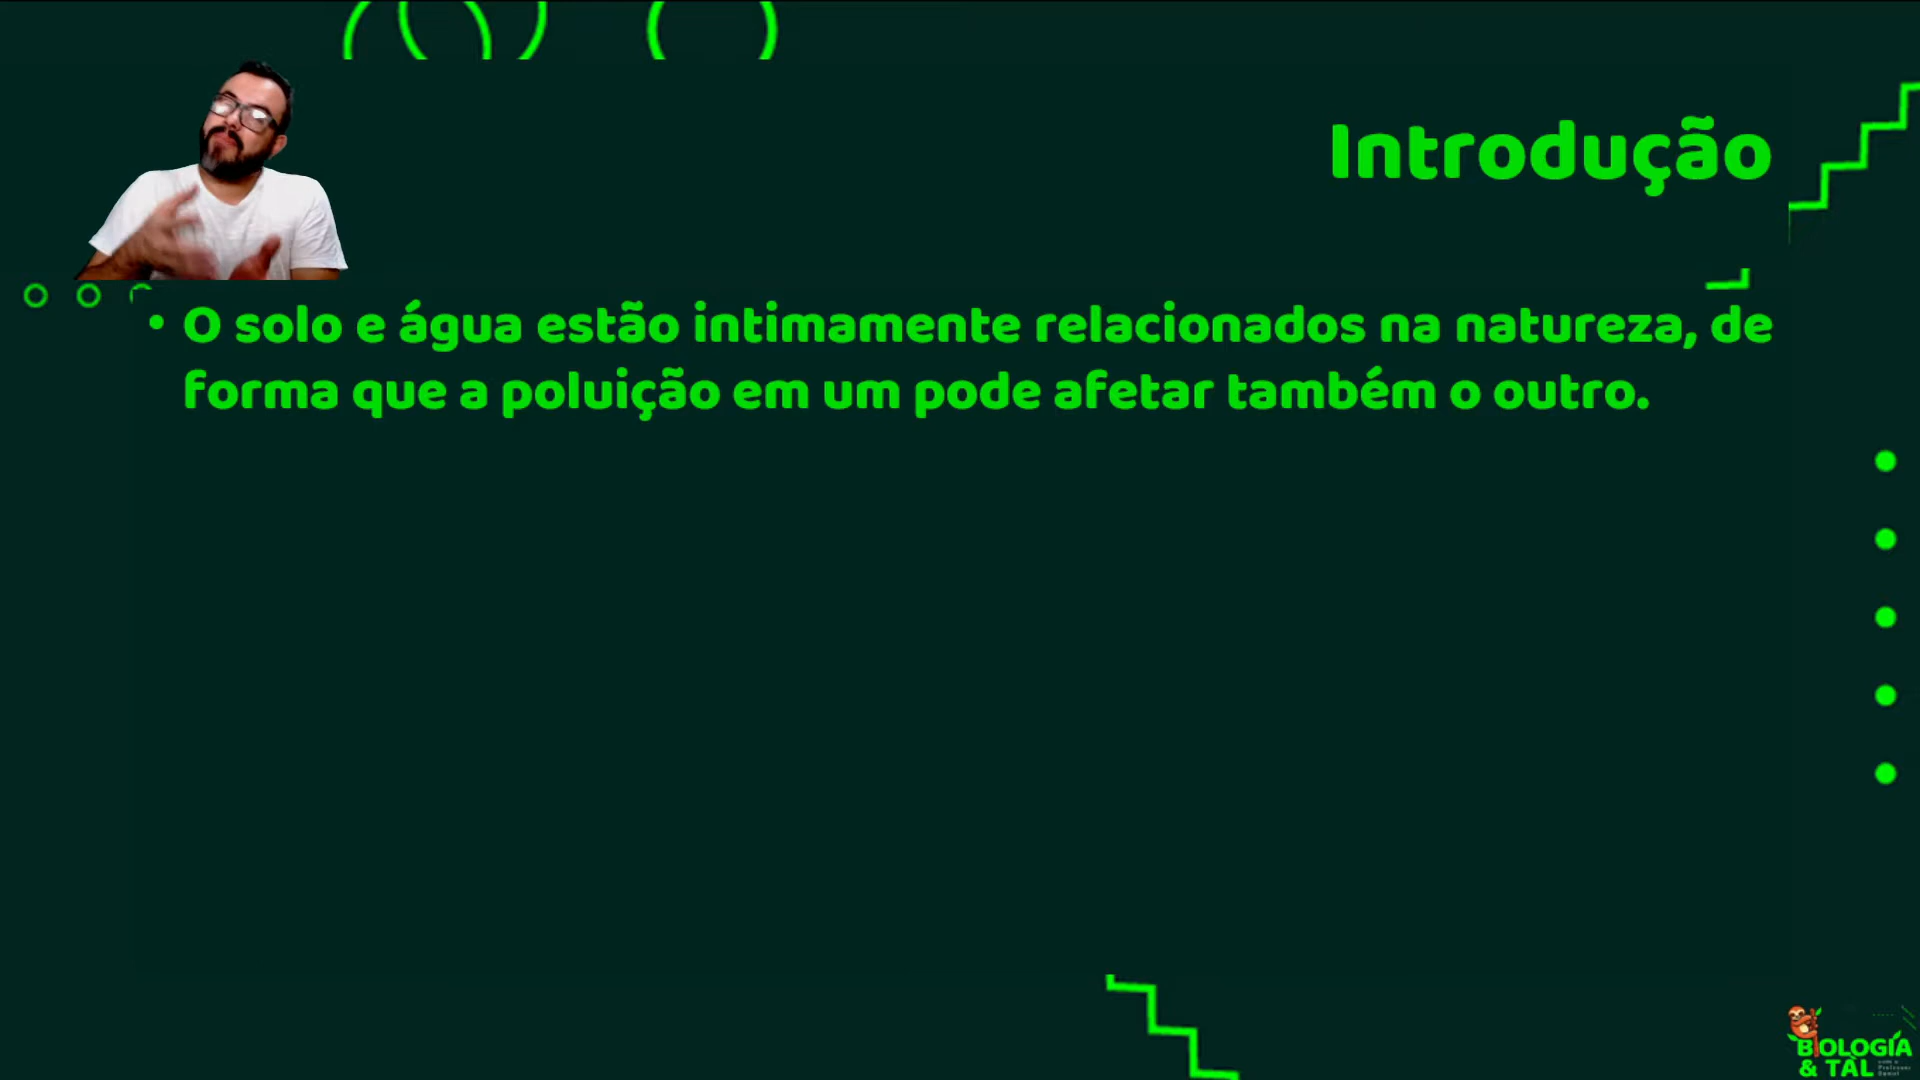 Introdução
• O solo e água estão intimamente relacionados na natureza, de
forma que a poluição em um pode afetar também o outro.
BIOLOGIA
& TAL